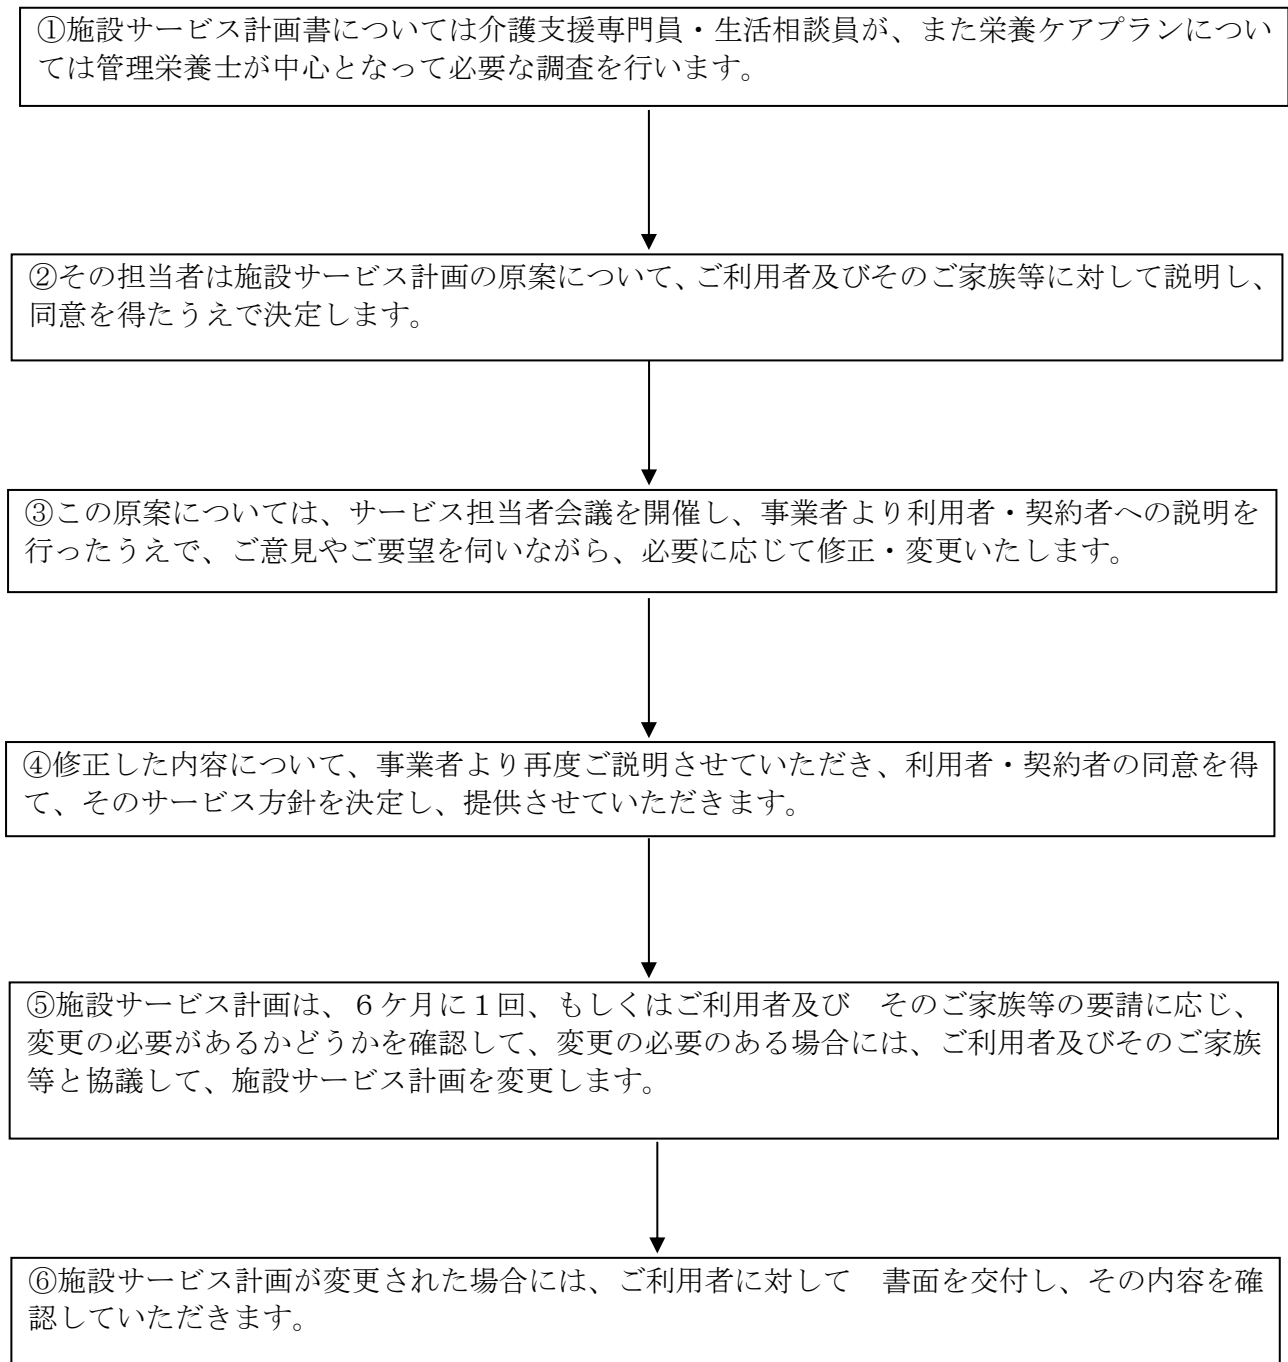 ①施設サービス計画書については介護支援専門員・生活相談員が、また栄養ケアプランについ
ては管理栄養士が中心となって必要な調査を行います。
②その担当者は施設サービス計画の原案について、ご利用者及びそのご家族等に対して説明し、
同意を得たうえで決定します。
③この原案については、サービス担当者会議を開催し、事業者より利用者・契約者への説明を
行ったうえで、ご意見やご要望を伺いながら、必要に応じて修正・変更いたします。
④修正した内容について、事業者より再度ご説明させていただき、利用者・契約者の同意を得
て、そのサービス方針を決定し、提供させていただきます。
⑤施設サービス計画は、６ケ月に１回、もしくはご利用者及び　そのご家族等の要請に応じ、
変更の必要があるかどうかを確認して、変更の必要のある場合には、ご利用者及びそのご家族
等と協議して、施設サービス計画を変更します。
⑥施設サービス計画が変更された場合には、ご利用者に対して　書面を交付し、その内容を確
認していただきます。